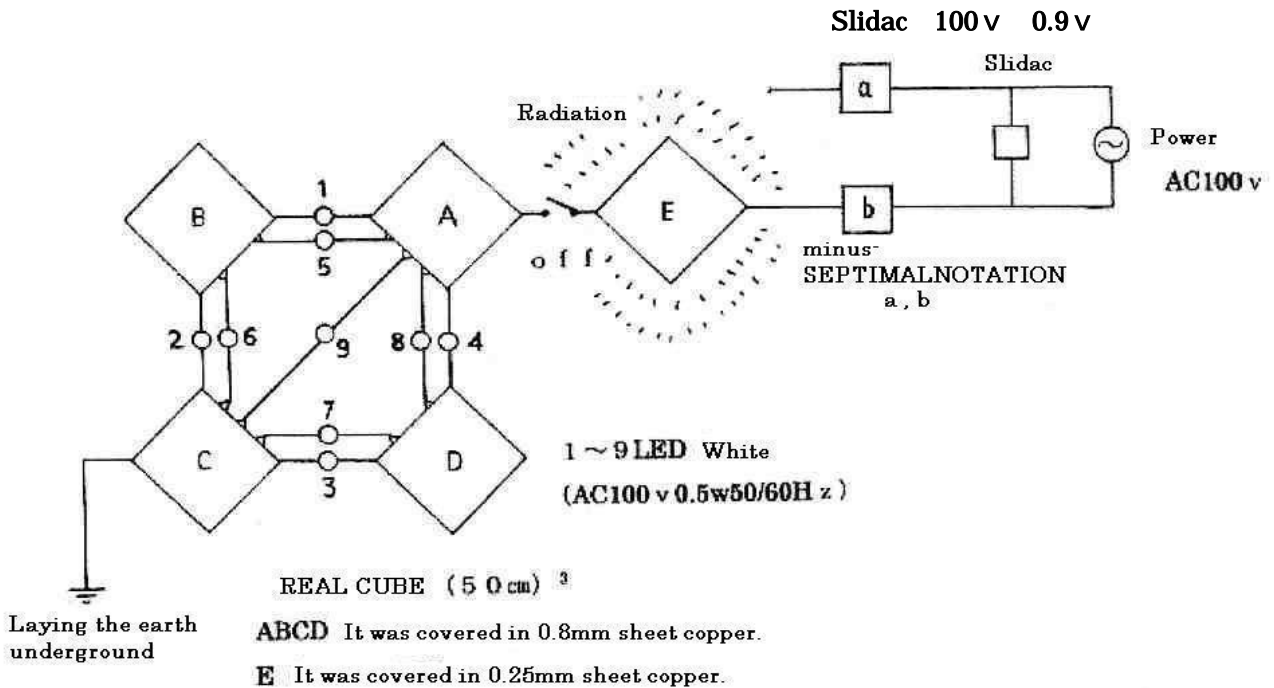 Slidac 100v 0.9v
Slidac
a
Radiation
Power
AC100 v
1
B
A
E
b
5
off
minus-
SEPTIMALNOTATION
a , b
2
6
9
8
4
7
C
D
3
1～9 LED White
(AC100 v 0.5w50/60Hz)
REAL CUBE (50cm) ³
Laying the earth
underground
ABCD It was covered in 0.8mm sheet copper.
E It was covered in 0.25mm sheet copper.